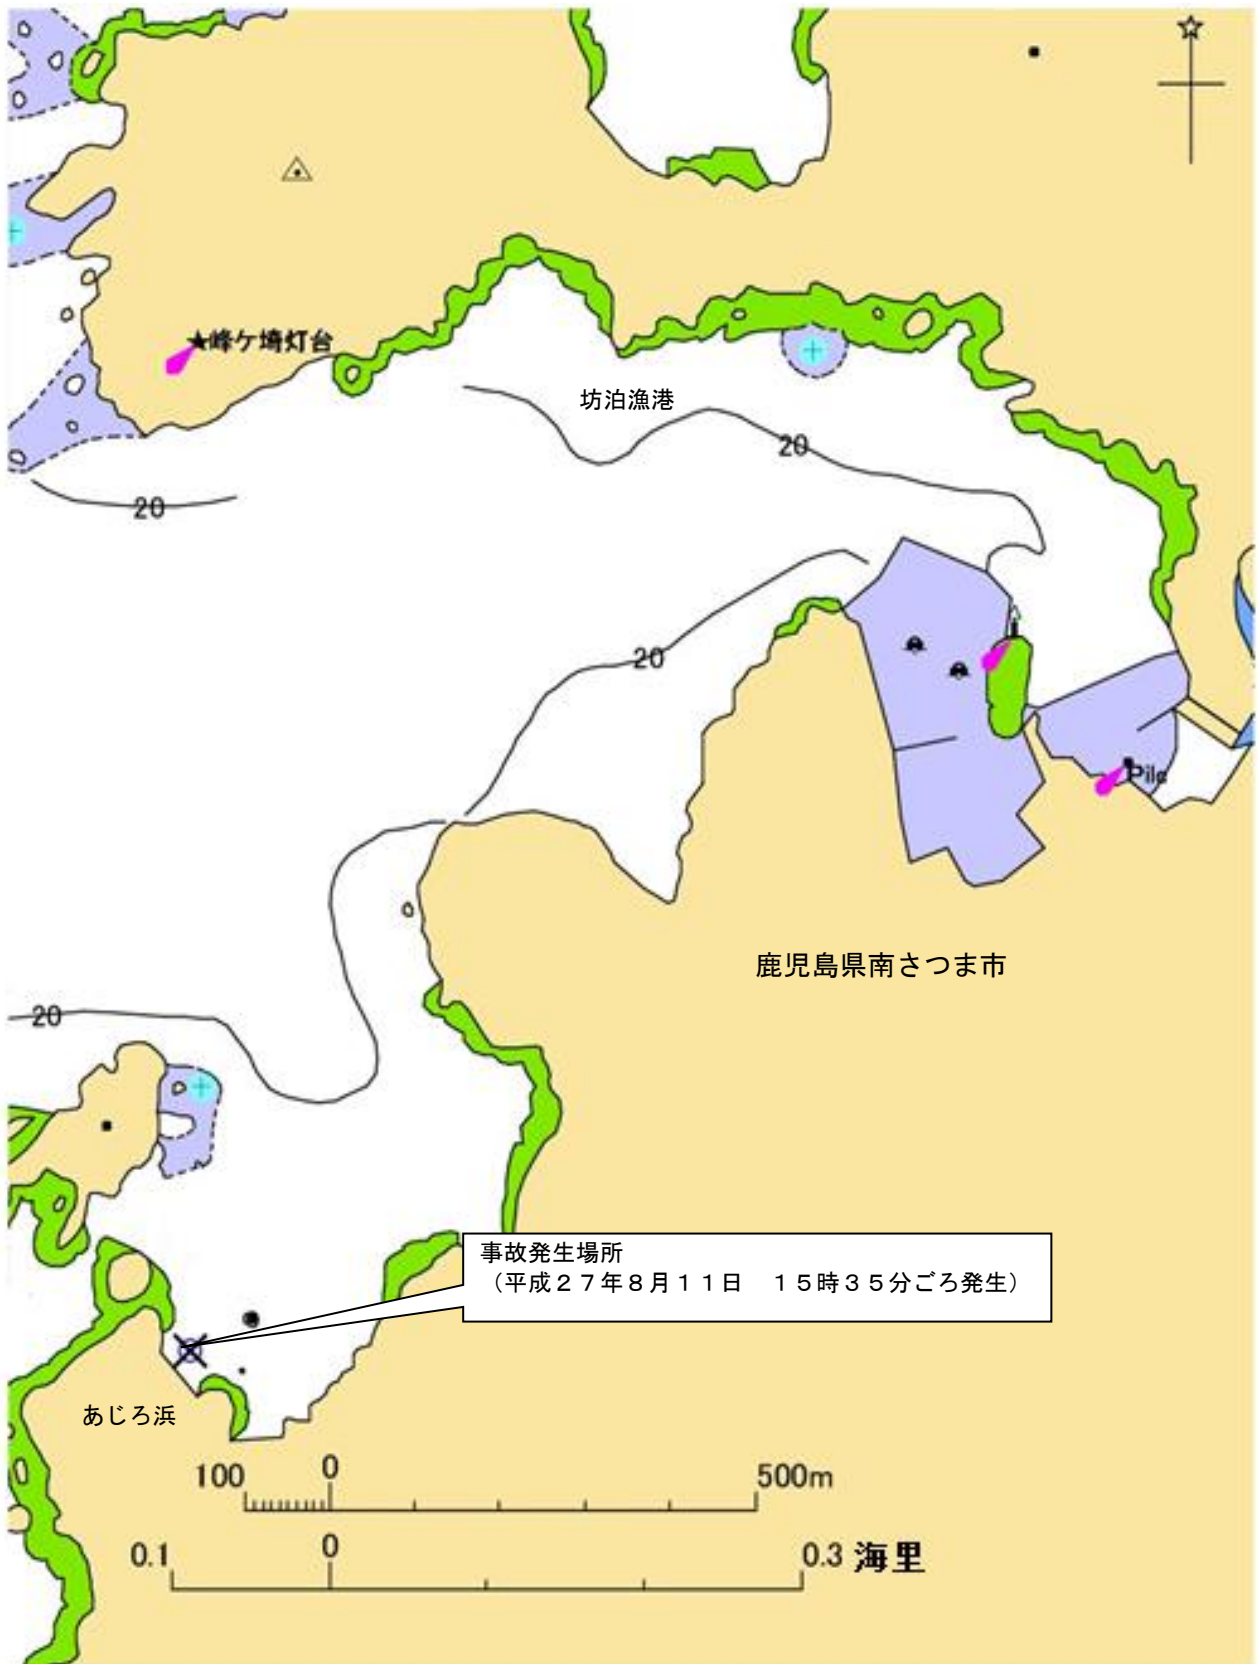 ★峰ケ埼灯台
坊泊漁港
20
20
20
Pile
鹿児島県南さつま市
20
事故発生場所
（平成２７年８月１１日　１５時３５分ごろ発生）
あじろ浜
100 0 500m
0.1 0 0.3 海里